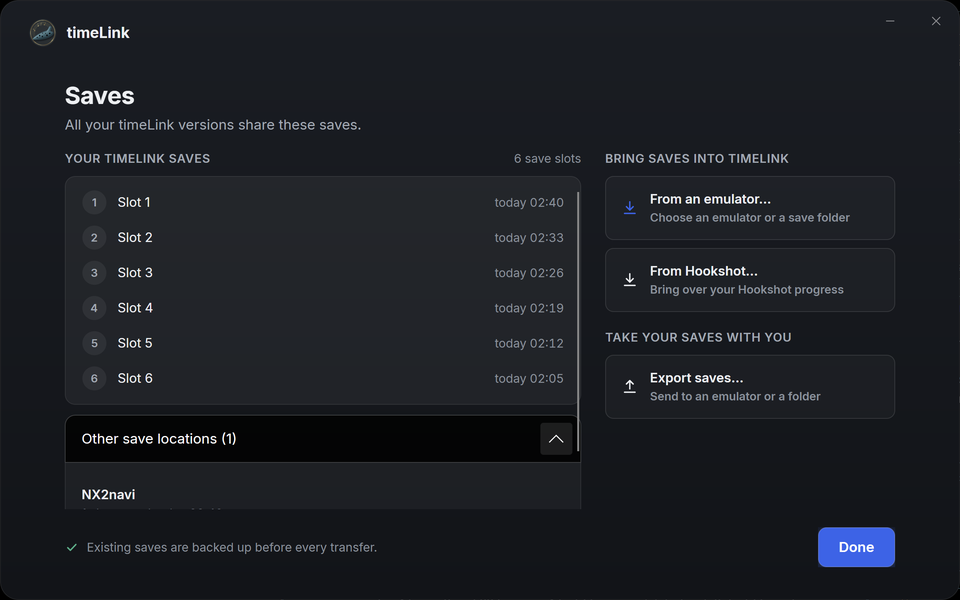 timeLink
Saves
All your timeLink versions share these saves.
YOUR TIMELINK SAVES
6 save slots
1 Slot 1 today 02:40
2 Slot 2 today 02:33
3 Slot 3 today 02:26
4 Slot 4 today 02:19
5 Slot 5 today 02:12
6 Slot 6 today 02:05
Other save locations (1)
NX2navi
BRING SAVES INTO TIMELINK
From an emulator...
Choose an emulator or a save folder
From Hookshot...
Bring over your Hookshot progress
TAKE YOUR SAVES WITH YOU
Export saves...
Send to an emulator or a folder
Existing saves are backed up before every transfer.
Done